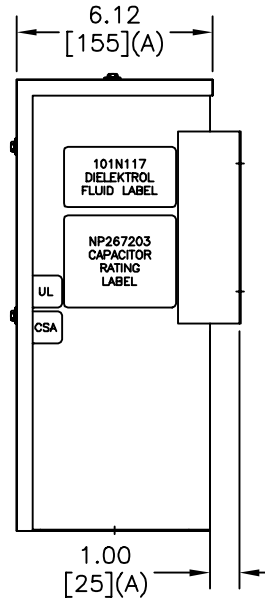 6.12
[155](A)
101N117
DIELEKTROL
FLUID LABEL
NP267203
CAPACITOR
RATING
LABEL
UL
CSA
1.00
[25](A)